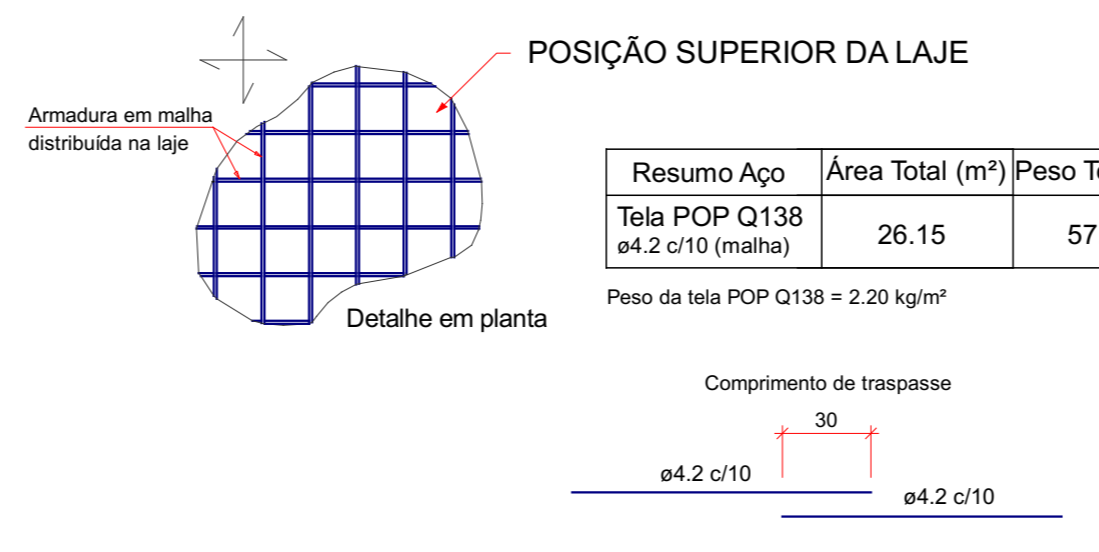 POSIÇÃO SUPERIOR DA LAJE
Armadura em malha
distribuída na laje
Resumo Aço Área Total (m²) Peso
Tela POP Q138
ø4.2 c/10 (malha) 26.15 57
Peso da tela POP Q138 = 2.20 kg/m²
Detalhe em planta
Comprimento de traspasse
30
ø4.2 c/10
ø4.2 c/10